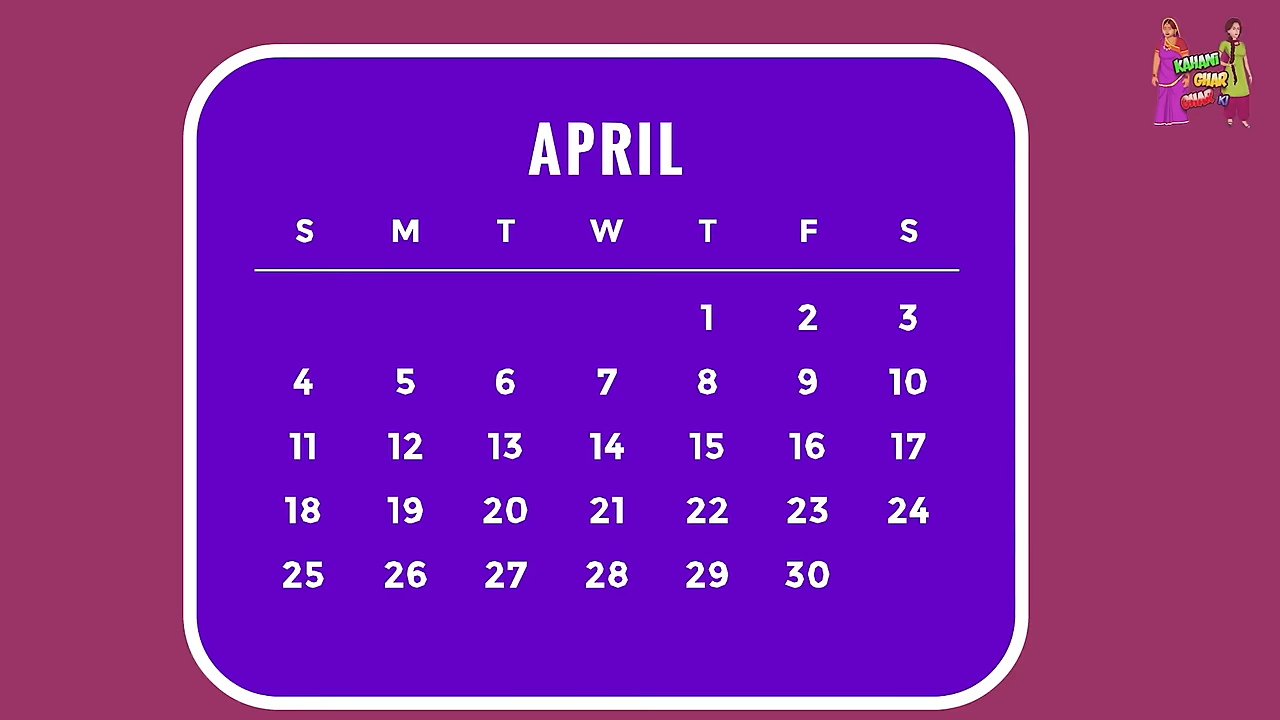 APRIL
S M T W T F S
1 2 3
4 5 6 7 8 9 10
11 12 13 14 15 16 17
18 19 20 21 22 23 24
25 26 27 28 29 30
KAHANI
GHAR
GHAR KI